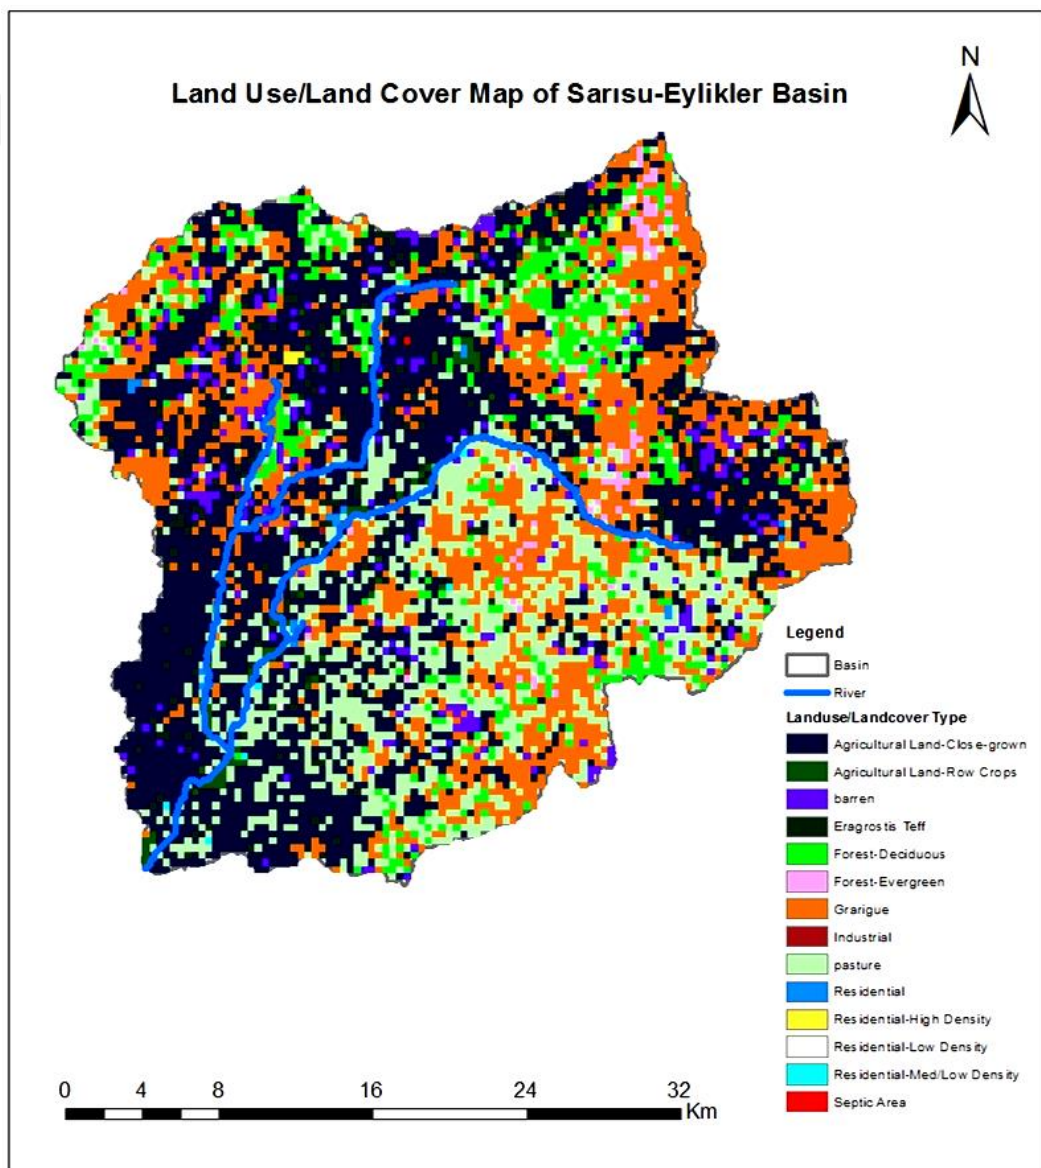 Land Use/Land Cover Map of Sarısu-Eylikler Basin
N
Legend
Basin
River
Landuse/Landcover Type
Agricultural Land-Close-grown
Agricultural Land-Row Crops
barren
Eragrostis Teff
Forest-Deciduous
Forest-Evergreen
Grarigue
Industrial
pasture
Residential
Residential-High Density
Residential-Low Density
Residential-Med/Low Density
Septic Area
0 4 8 16 24 32
Km